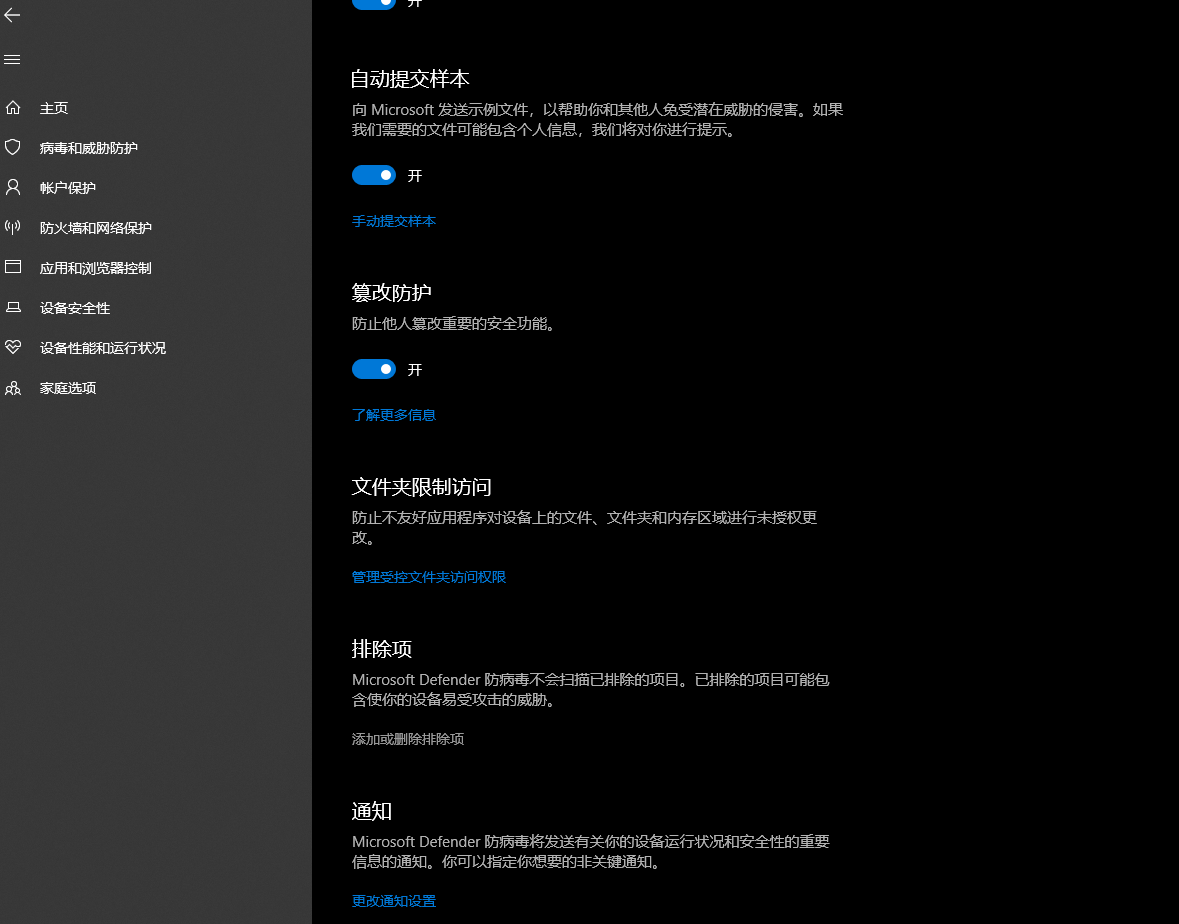 主页
病毒和威胁防护
帐户保护
防火墙和网络保护
应用和浏览器控制
设备安全性
设备性能和运行状况
家庭选项
开
自动提交样本
向 Microsoft 发送示例文件，以帮助你和其他人免受潜在威胁的侵害。如果
我们需要的文件可能包含个人信息，我们将对你进行提示。
开
手动提交样本
篡改防护
防止他人篡改重要的安全功能。
开
了解更多信息
文件夹限制访问
防止不友好应用程序对设备上的文件、文件夹和内存区域进行未授权更
改。
管理受控文件夹访问权限
排除项
Microsoft Defender 防病毒不会扫描已排除的项目。已排除的项目可能包
含使你的设备易受攻击的威胁。
添加或删除排除项
通知
Microsoft Defender 防病毒将发送有关你的设备运行状况和安全性的重要
信息的通知。你可以指定你想要的非关键通知。
更改通知设置